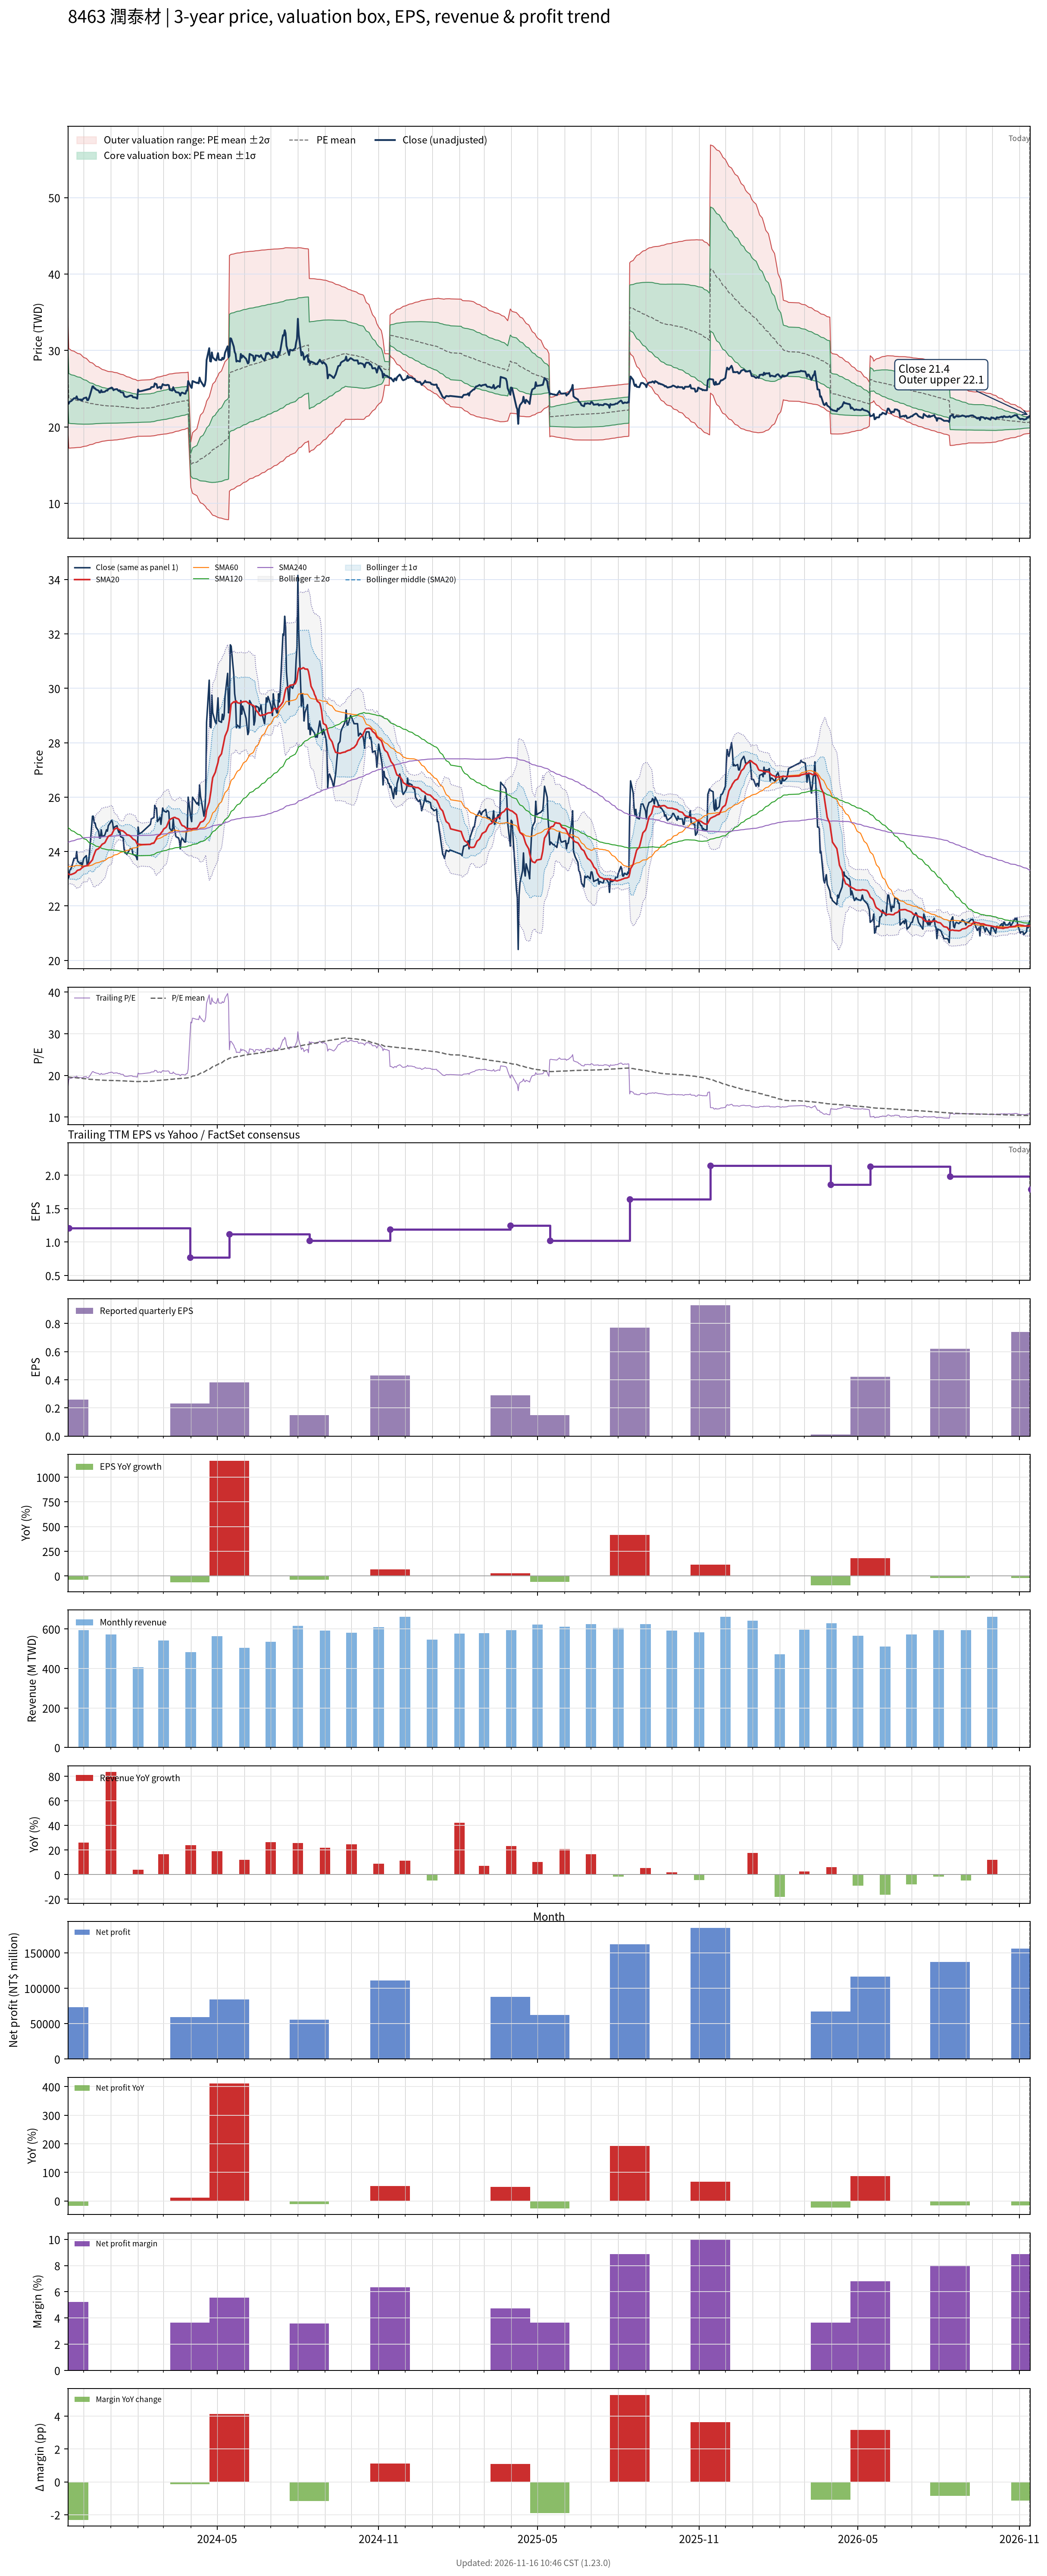 8463 潤泰材 | 3-year price, valuation box, EPS, revenue & profit trend
Outer valuation range: PE mean ±2σ
Core valuation box: PE mean ±1σ
PE mean
Close (unadjusted)
Today
Close 21.4
Outer upper 22.1
Price (TWD)
50
40
30
20
10
Close (same as panel 1)
SMA20
SMA60
SMA120
SMA240
Bollinger ±2σ
Bollinger ±1σ
Bollinger middle (SMA20)
Price
34
32
30
28
26
24
22
20
Trailing P/E
P/E mean
P/E
40
30
20
10
Trailing TTM EPS vs Yahoo / FactSet consensus
Today
EPS
2.0
1.5
1.0
0.5
Reported quarterly EPS
EPS
0.8
0.6
0.4
0.2
0.0
EPS YoY growth
YoY (%)
1000
750
500
250
0
Monthly revenue
Revenue (M TWD)
600
400
200
0
Revenue YoY growth
YoY (%)
80
60
40
20
0
-20
Month
Net profit
Net profit (NT$ million)
150000
100000
50000
0
Net profit YoY
YoY (%)
400
300
200
100
0
Net profit margin
Margin (%)
10
8
6
4
2
0
Margin YoY change
Δ margin (pp)
4
2
0
-2
2024-05
2024-11
2025-05
2025-11
2026-05
2026-11
Updated: 2026-11-16 10:46 CST (1.23.0)